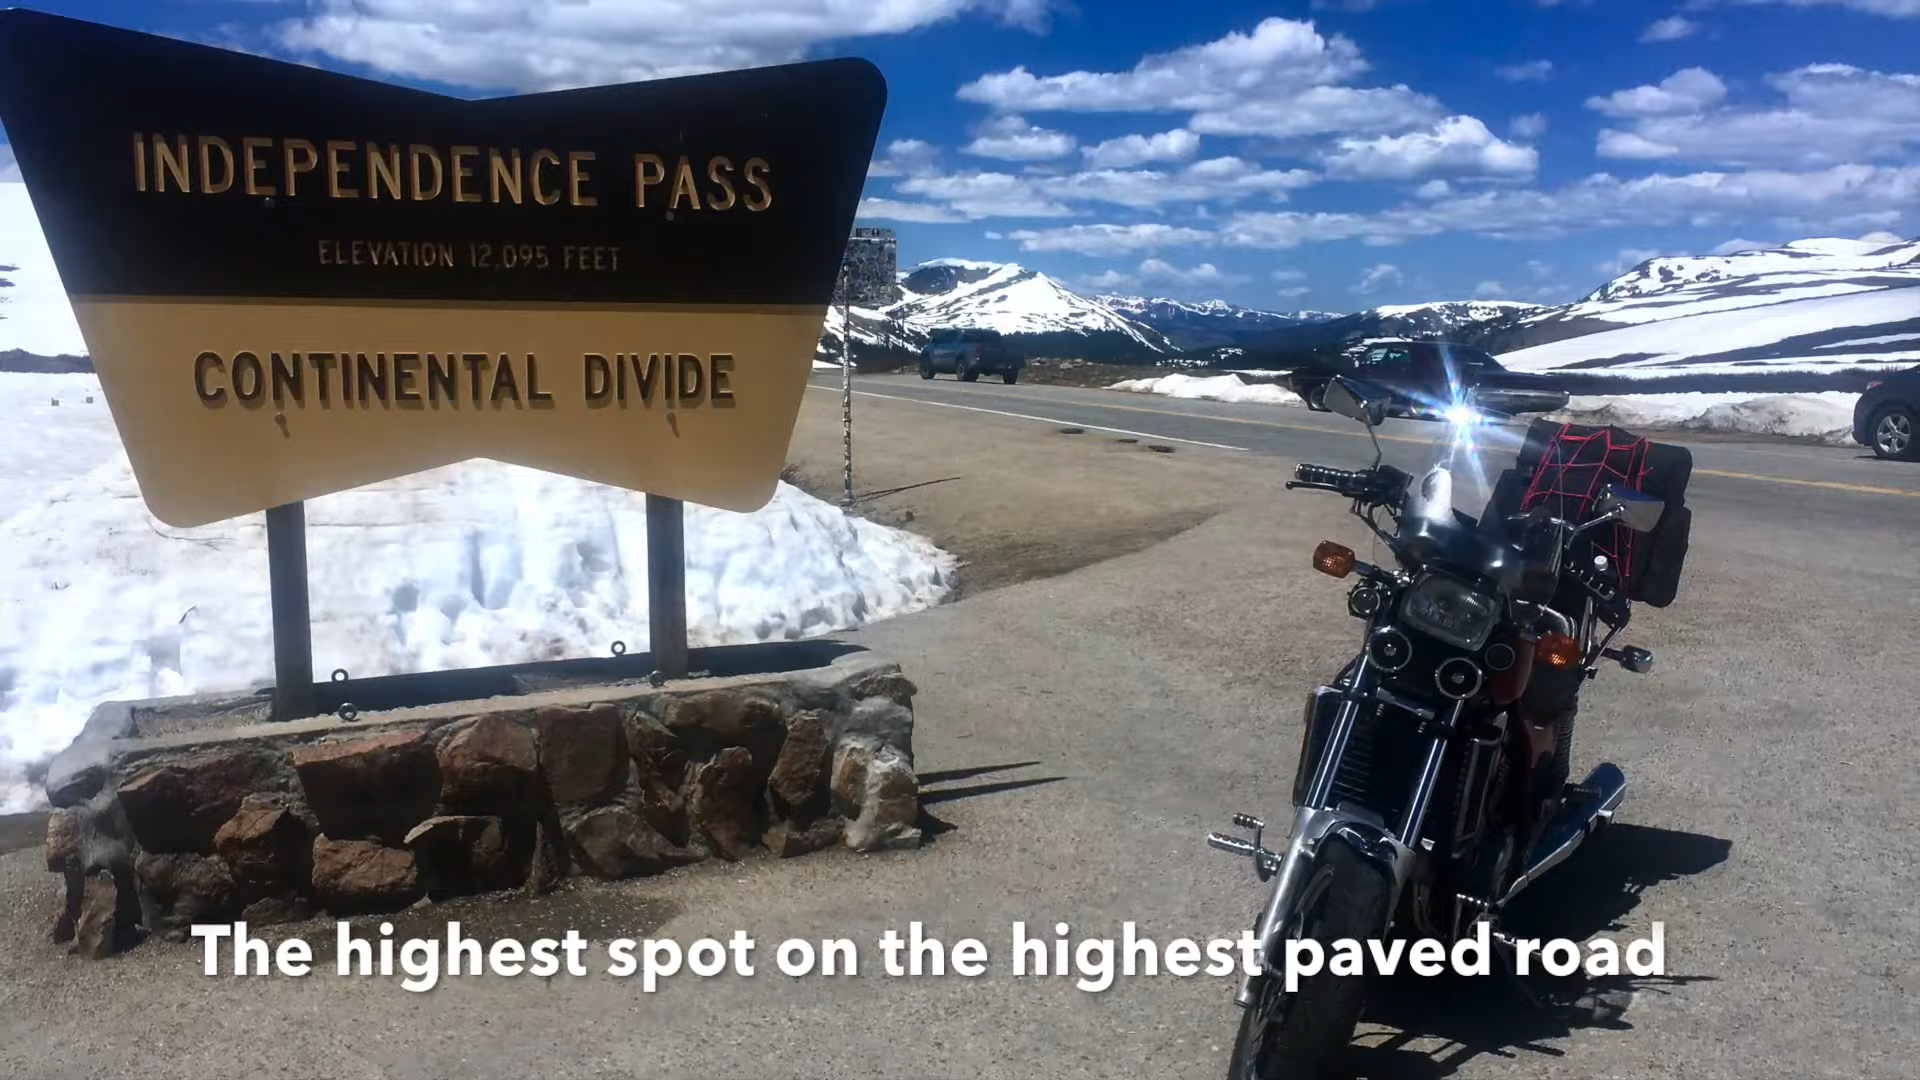 INDEPENDENCE PASS
ELEVATION 12,095 FEET
CONTINENTAL DIVIDE
The highest spot on the highest paved road